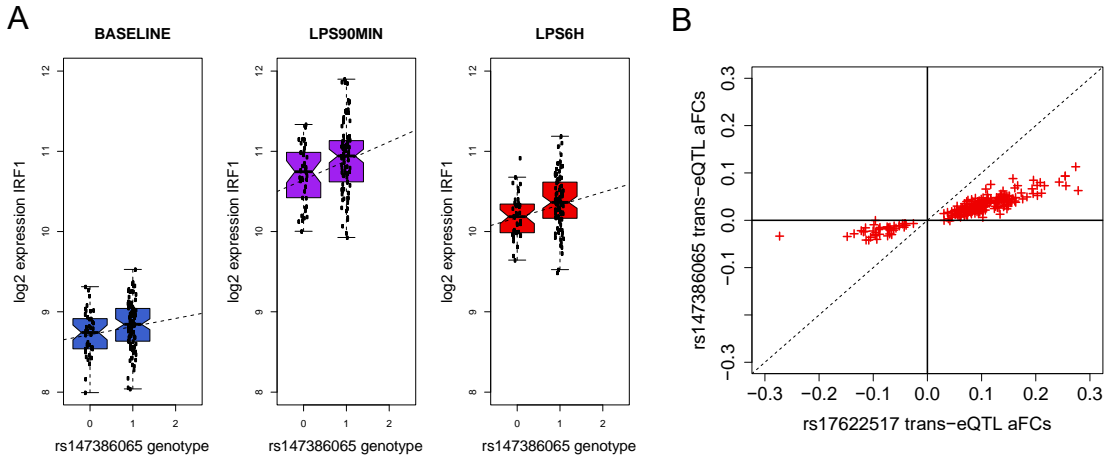 A
B
BASELINE
LPS90MIN
LPS6H
log2 expression IRF1
8
9
10
11
12
0
1
2
rs147386065 genotype
log2 expression IRF1
8
9
10
11
12
0
1
2
rs147386065 genotype
log2 expression IRF1
8
9
10
11
12
0
1
2
rs147386065 genotype
rs147386065 trans−eQTL aFCs
0.3
0.2
0.1
0.0
−0.1
−0.3
−0.3
−0.2
−0.1
0.0
0.1
0.2
0.3
rs17622517 trans−eQTL aFCs